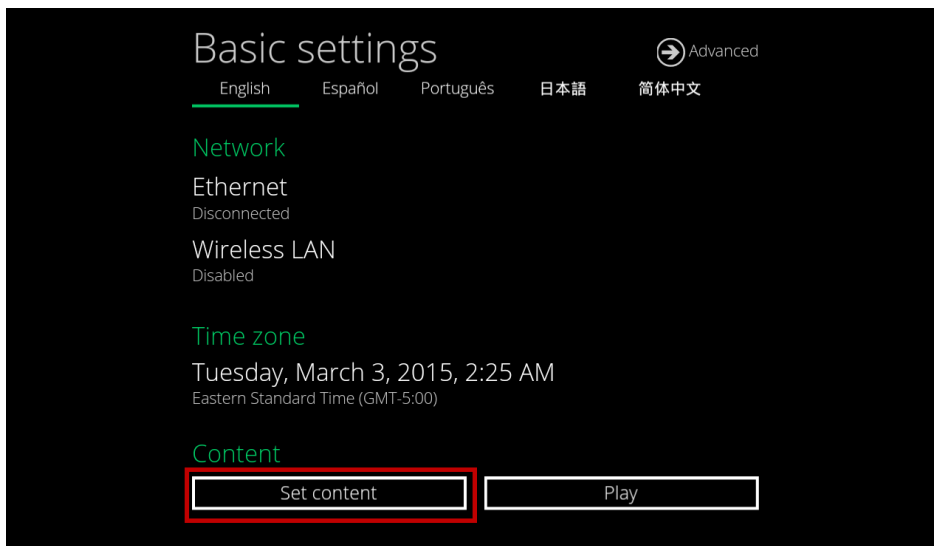 Basic settings
Advanced
English Español Português 日本語 简体中文
Network
Ethernet
Disconnected
Wireless LAN
Disabled
Time zone
Tuesday, March 3, 2015, 2:25 AM
Eastern Standard Time (GMT-5:00)
Content
Set content Play